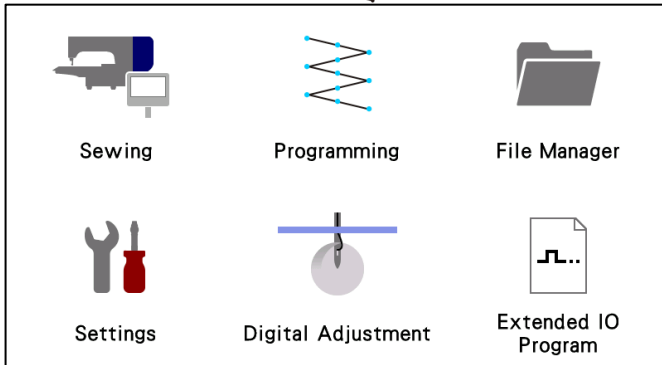 Sewing
Programming
File Manager
Settings
Digital Adjustment
Extended IO
Program